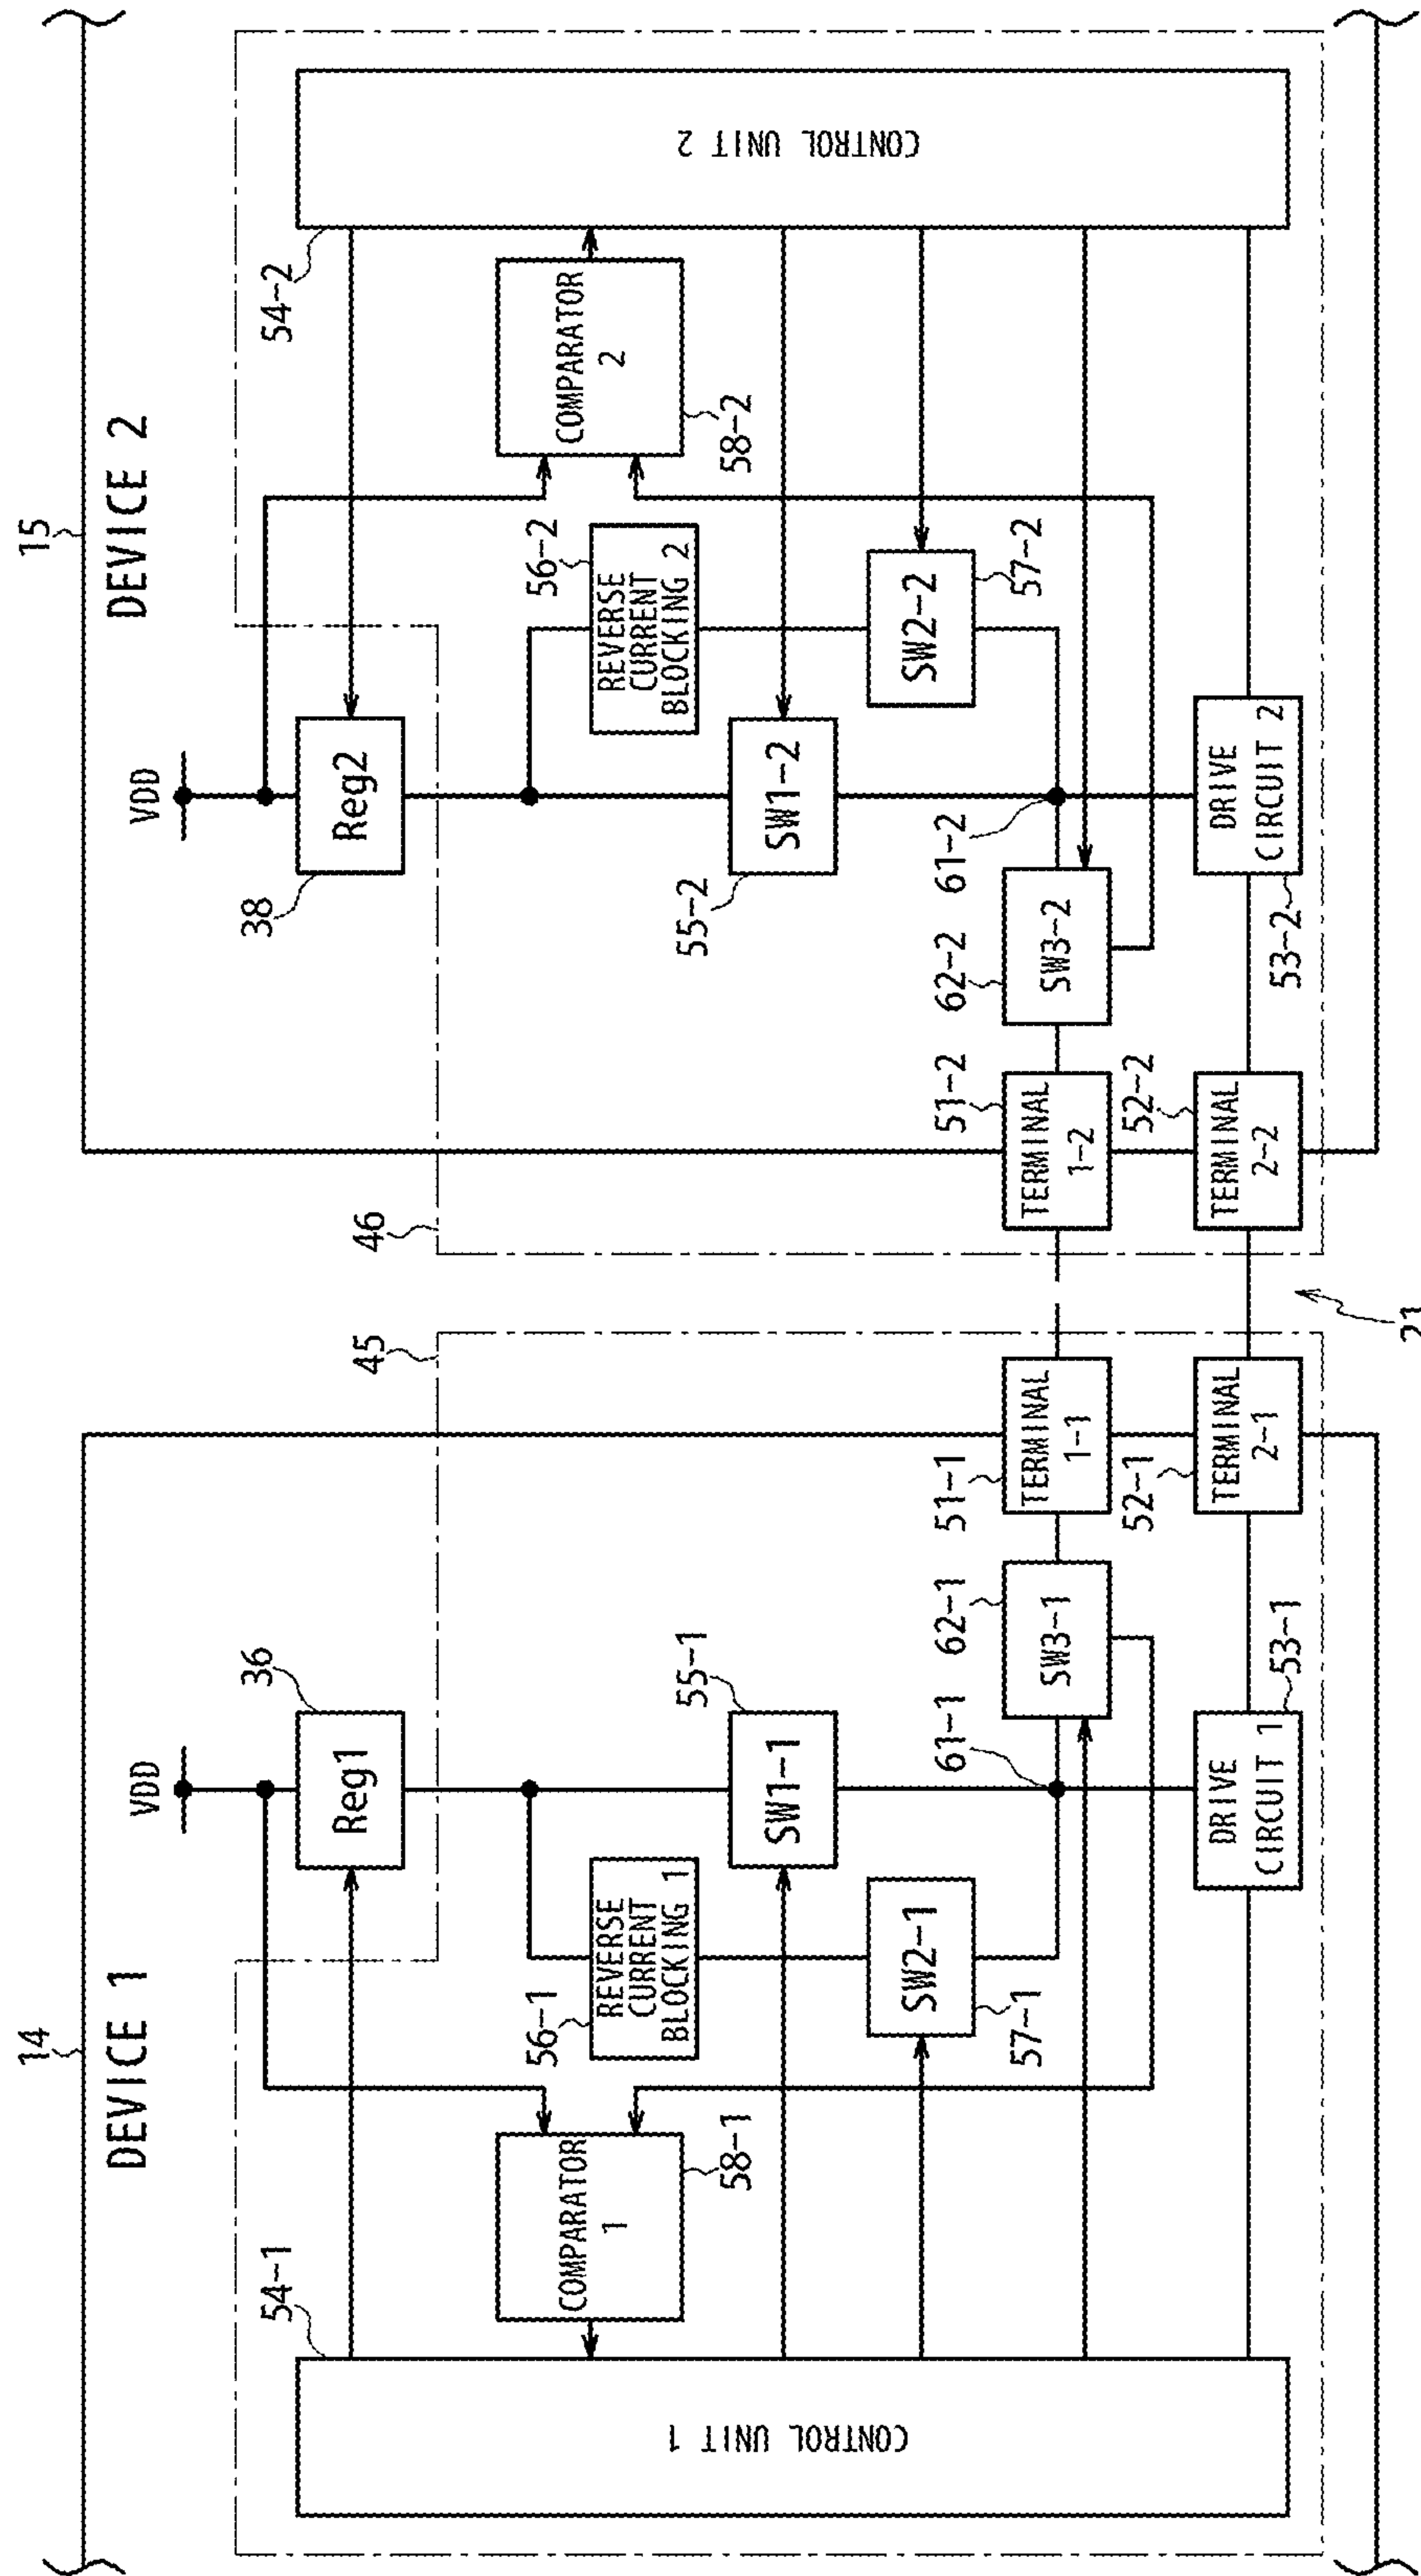 14
DEVICE 1
15
DEVICE 2
VDD
VDD
54-1
36
Reg1
38
Reg2
54-2
45
46
CONTROL UNIT 1
COMPARATOR
1
58-1
56-1
REVERSE
CURRENT
BLOCKING 1
55-1
SW1-1
SW2-1
57-1
61-1
62-1
SW3-1
51-1
TERMINAL
1-1
52-1
TERMINAL
2-1
DRIVE
CIRCUIT 1
53-1
21
51-2
TERMINAL
1-2
52-2
TERMINAL
2-2
62-2
SW3-2
61-2
55-2
SW1-2
56-2
REVERSE
CURRENT
BLOCKING 2
SW2-2
57-2
COMPARATOR
2
58-2
DRIVE
CIRCUIT 2
53-2
CONTROL UNIT 2